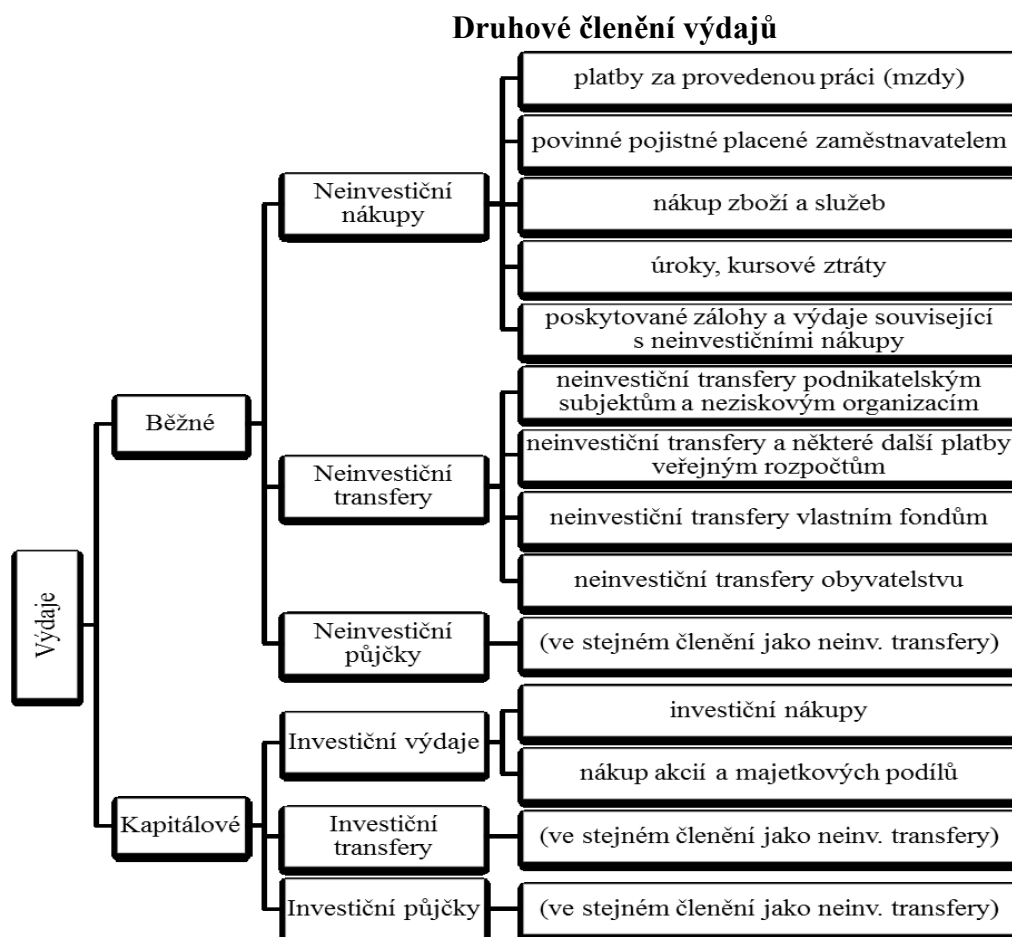 Druhové členění výdajů
Výdaje
Běžné
Neinvestiční
nákupy
platby za provedenou práci (mzdy)
povinné pojistné placené zaměstnavatelem
nákup zboží a služeb
úroky, kursové ztráty
poskytované zálohy a výdaje související
s neinvestičními nákupy
Neinvestiční
transfery
neinvestiční transfery podnikatelským
subjektům a neziskovým organizacím
neinvestiční transfery a některé další platby
veřejným rozpočtům
neinvestiční transfery vlastním fondům
neinvestiční transfery obyvatelstvu
Neinvestiční
půjčky
(ve stejném členění jako neinv. transfery)
Kapitálové
Investiční výdaje
investiční nákupy
nákup akcií a majetkových podílů
Investiční
transfery
(ve stejném členění jako neinv. transfery)
Investiční půjčky
(ve stejném členění jako neinv. transfery)